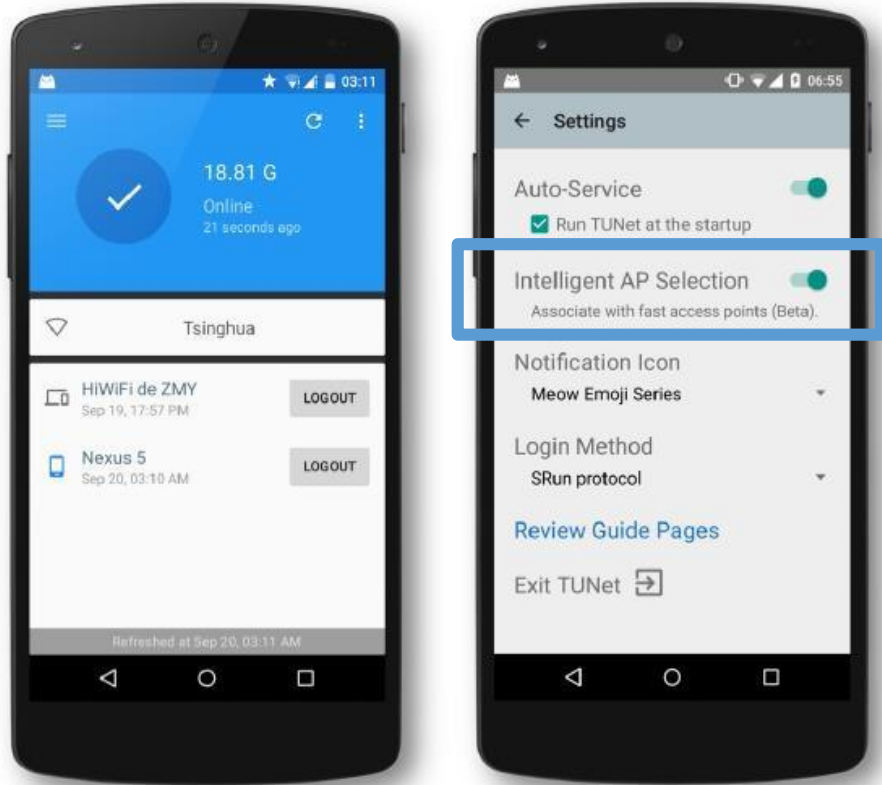 03:11
18.81 G
Online
21 seconds ago
Tsinghua
HiWiFi de ZMY
Sep 19, 17:57 PM
LOGOUT
Nexus 5
Sep 20, 03:10 AM
LOGOUT
Refreshed at Sep 20, 03:11 AM
06:55
Settings
Auto-Service
Run TUNet at the startup
Intelligent AP Selection
Associate with fast access points (Beta).
Notification Icon
Meow Emoji Series
Login Method
SRun protocol
Review Guide Pages
Exit TUNet